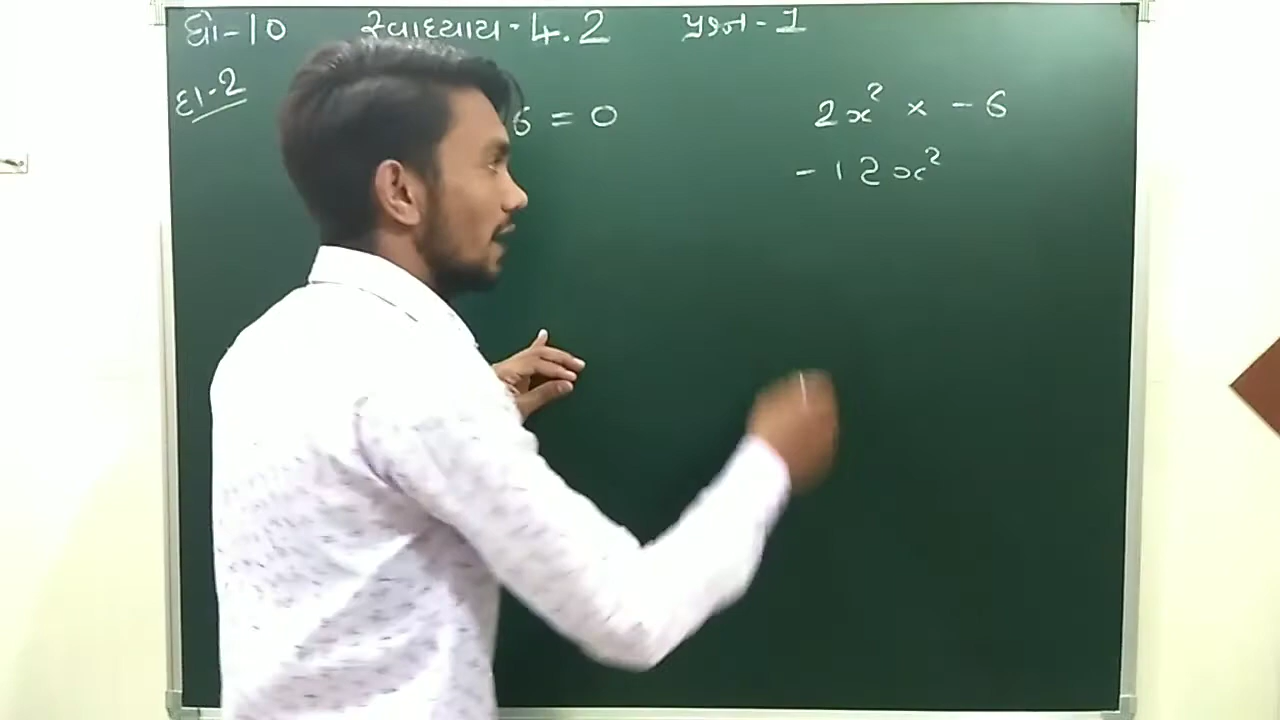 ધો-10 સ્વાધ્યાય-4.2 પ્રશ્ન-1
દા-2
6 = 0
2x² × -6
-12x²